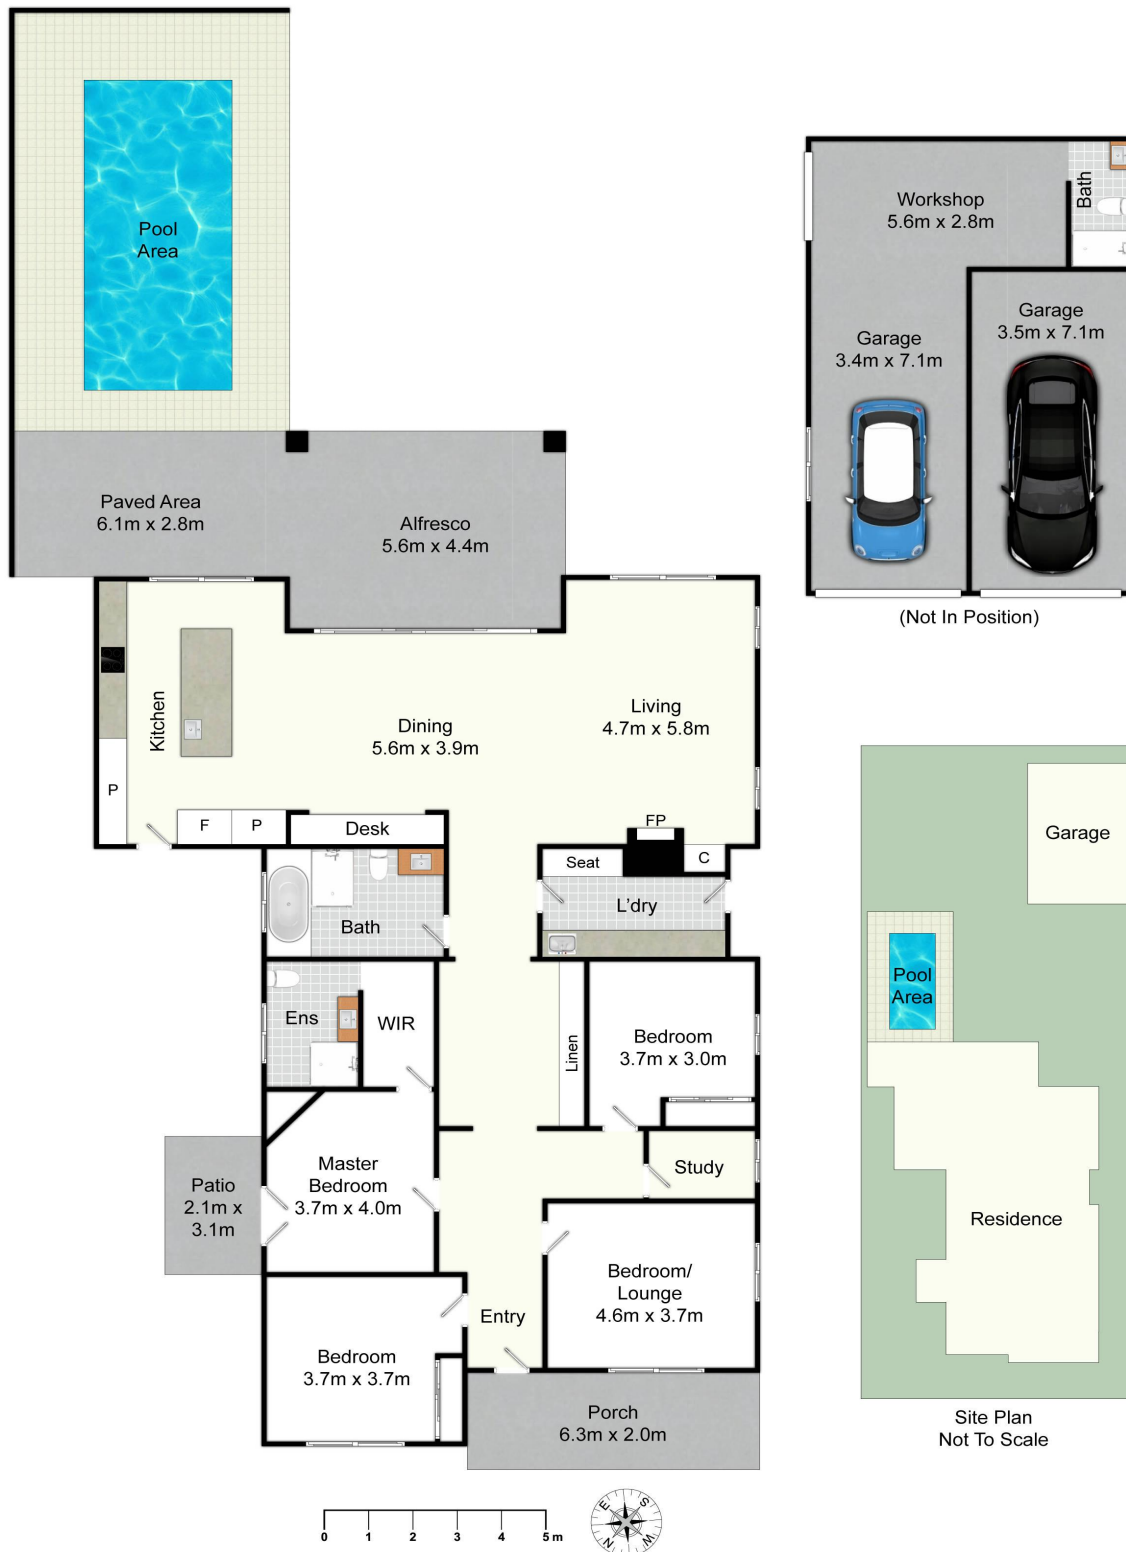 Pool
Area
Workshop
5.6m x 2.8m
Bath
Garage
3.4m x 7.1m
Garage
3.5m x 7.1m
(Not In Position)
Paved Area
6.1m x 2.8m
Alfresco
5.6m x 4.4m
Kitchen
Dining
5.6m x 3.9m
Living
4.7m x 5.8m
P
F
P
Desk
FP
Seat
C
L'dry
Bath
Ens
WIR
Linen
Bedroom
3.7m x 3.0m
Study
Patio
2.1m x
3.1m
Master
Bedroom
3.7m x 4.0m
Bedroom/
Lounge
4.6m x 3.7m
Entry
Bedroom
3.7m x 3.7m
Porch
6.3m x 2.0m
Garage
Pool
Area
Residence
Site Plan
Not To Scale
0 1 2 3 4 5 m
E S
N W